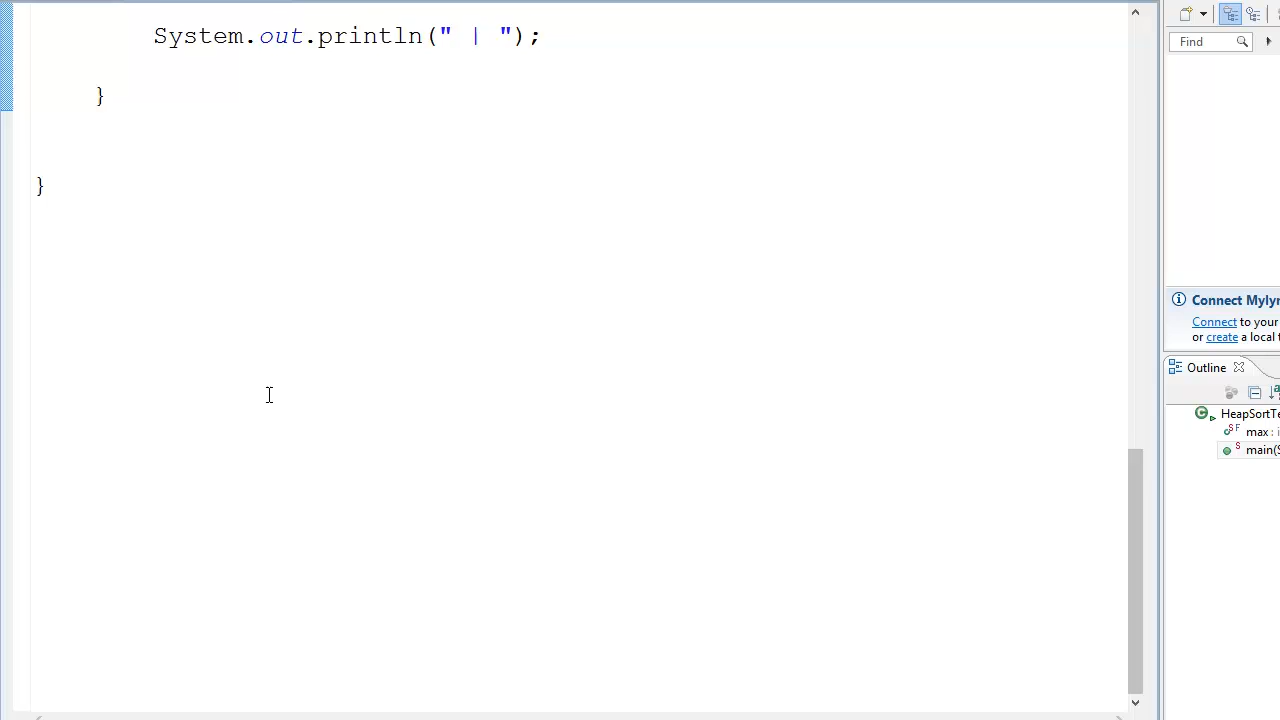 System.out.println(" | ");
}
}
Find
Connect Mylyn
Connect to your
or create a local t
Outline
HeapSortTe
max : i
main(S